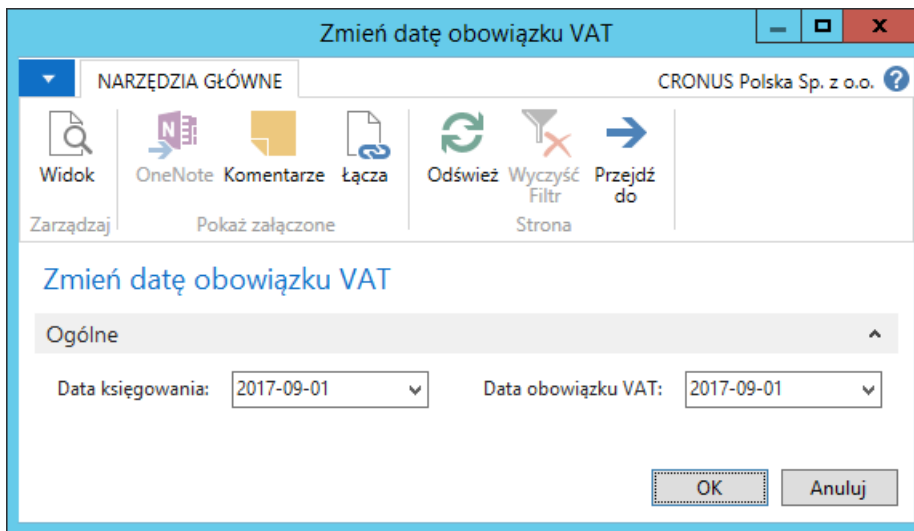 Zmień datę obowiązku VAT
NARZĘDZIA GŁÓWNE
CRONUS Polska Sp. z o.o.
Widok
OneNote
Komentarze
Łącza
Odśwież
Wyczyść
Filtr
Przejdź
do
Zarządzaj
Pokaż załączone
Strona
Zmień datę obowiązku VAT
Ogólne
Data księgowania: 2017-09-01
Data obowiązku VAT: 2017-09-01
OK
Anuluj